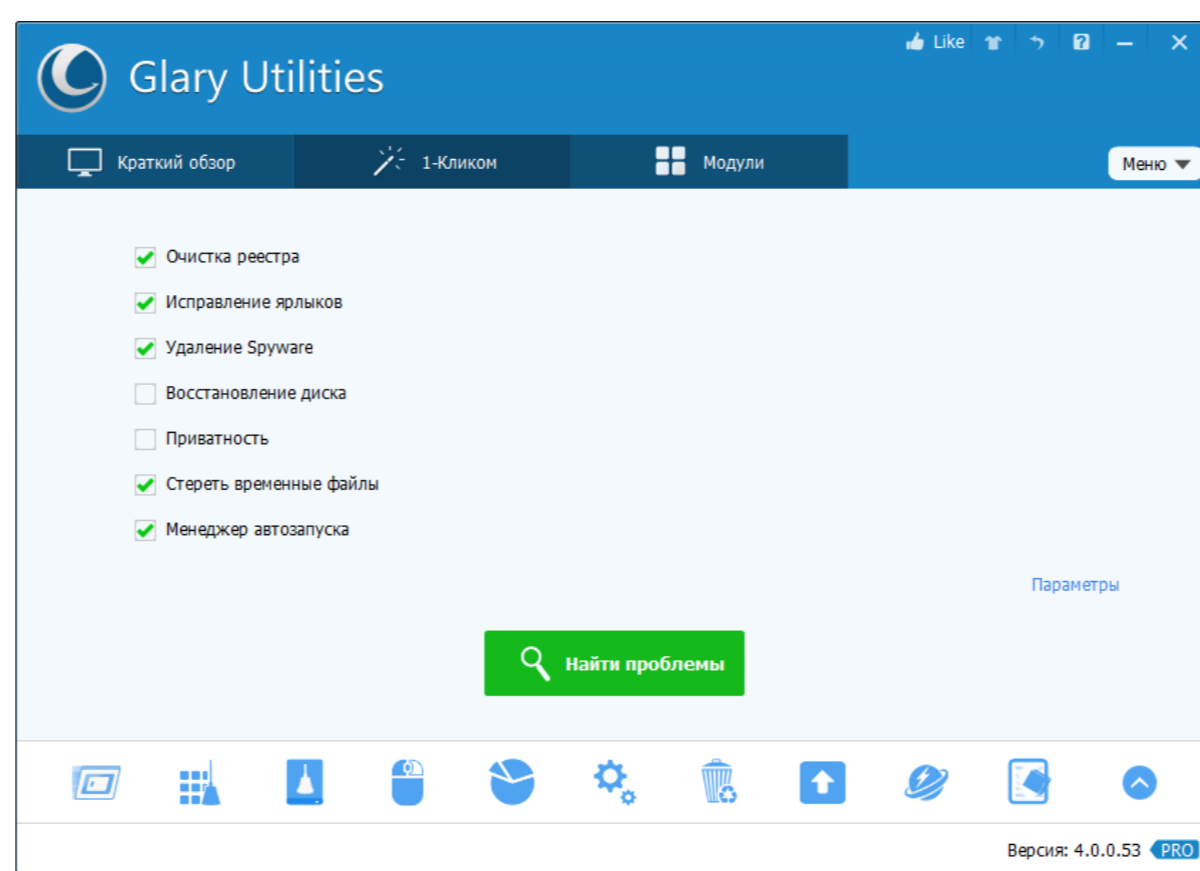 Like
Glary Utilities
Краткий обзор
1-Кликом
Модули
Меню
Очистка реестра
Исправление ярлыков
Удаление Spyware
Восстановление диска
Приватность
Стереть временные файлы
Менеджер автозапуска
Параметры
Найти проблемы
Версия: 4.0.0.53 PRO